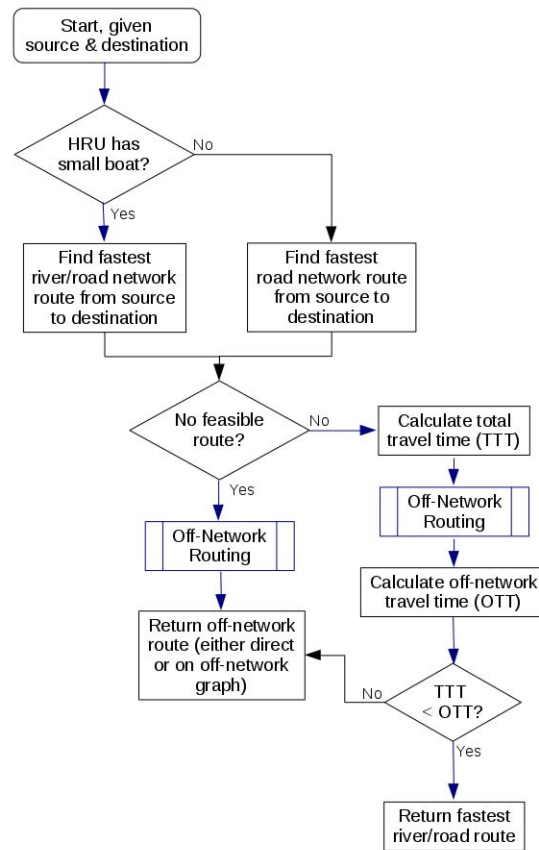 Start, given
source & destination
HRU has
small boat?
No
Yes
Find fastest
river/road network
route from source
to destination
Find fastest
road network route
from source to
destination
No feasible
route?
No
Calculate total
travel time (TTT)
Yes
Off-Network
Routing
Off-Network
Routing
Calculate off-network
travel time (OTT)
Return off-network
route (either direct
or on off-network
graph)
No
TTT
< OTT?
Yes
Return fastest
river/road route